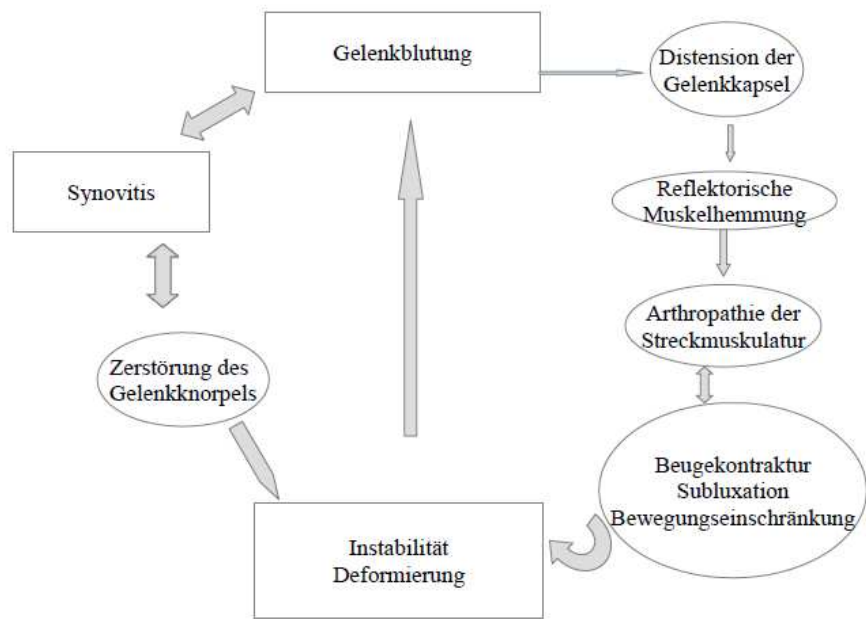 Gelenkblutung
Distension der
Gelenkkapsel
Synovitis
Reflektorische
Muskelhemmung
Arthropathie der
Streckmuskulatur
Zerstörung des
Gelenkknorpels
Beugekontraktur
Subluxation
Bewegungseinschränkung
Instabilität
Deformierung